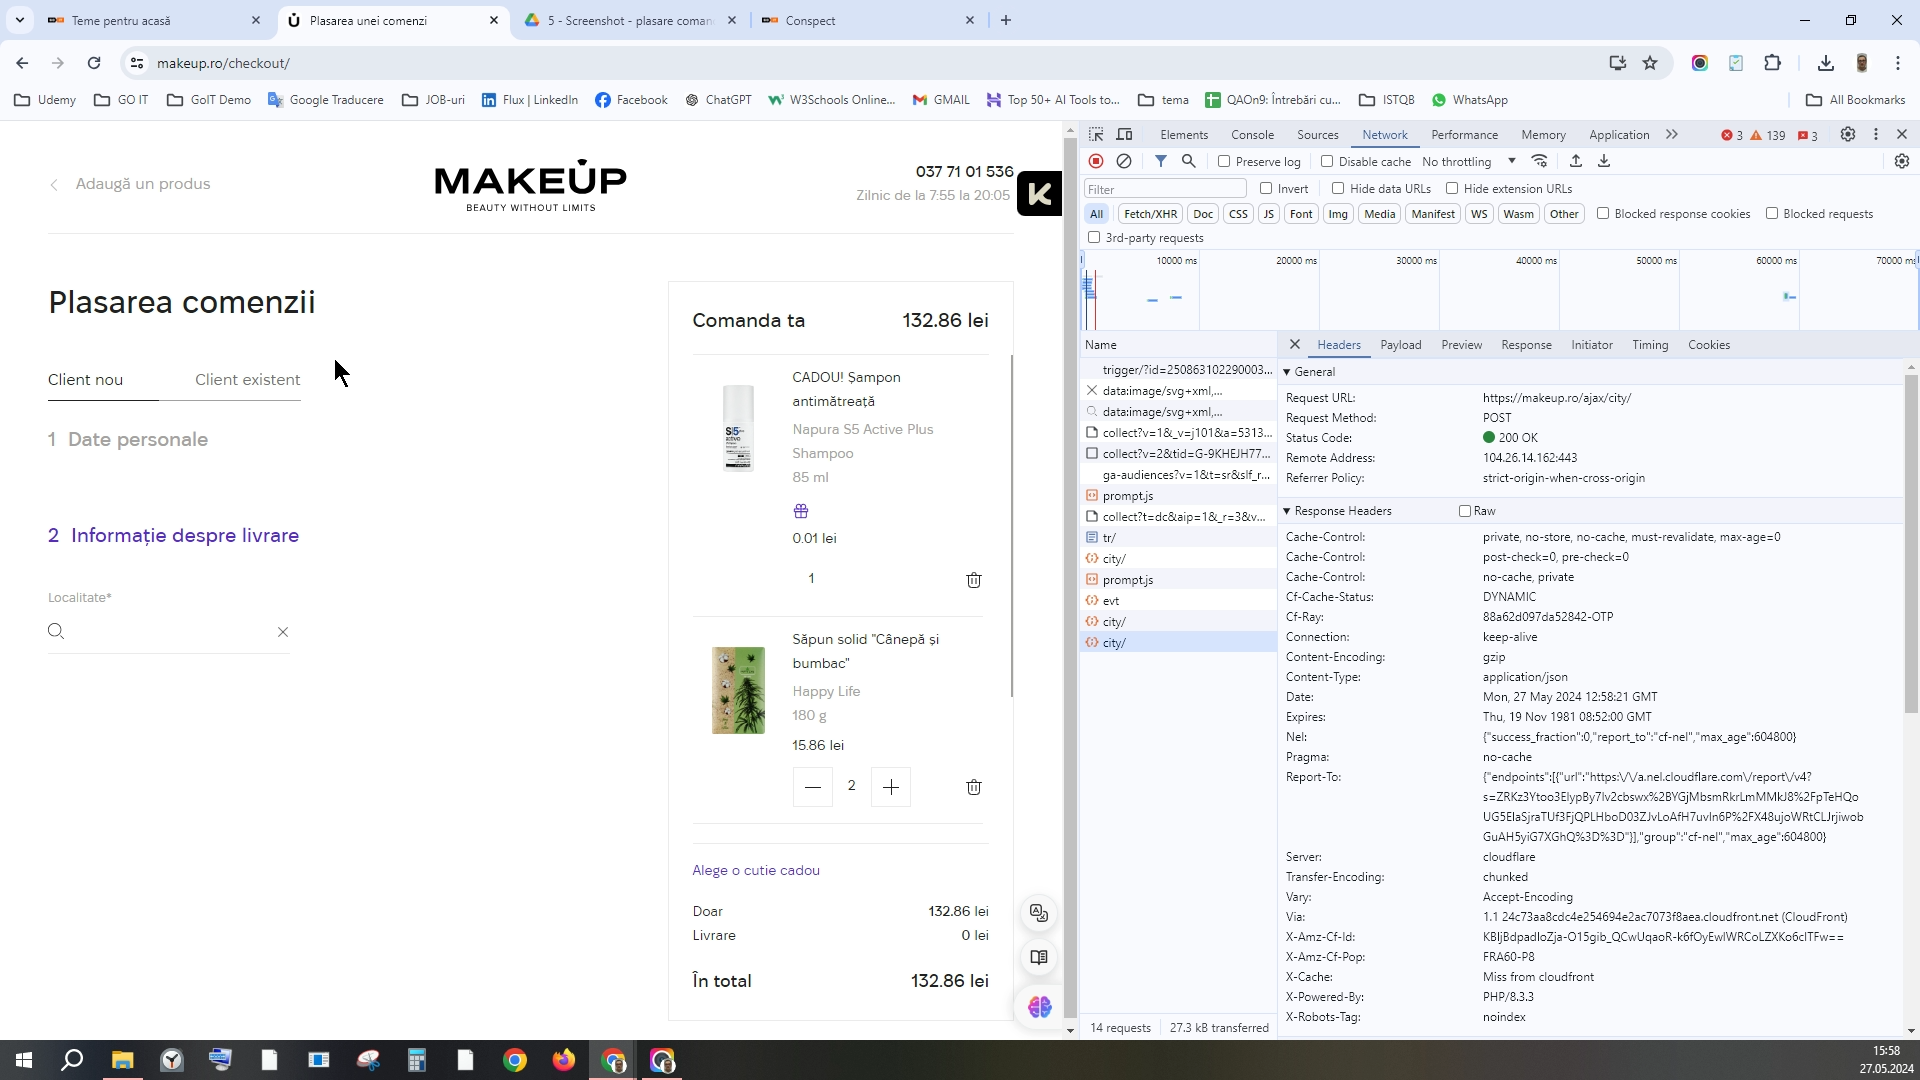 Teme pentru acasă
Plasarea unei comenzi
5 - Screenshot - plasare coman
Conspect
makeup.ro/checkout/
Udemy
GO IT
GoIT Demo
Google Traducere
JOB-uri
Flux | LinkedIn
Facebook
ChatGPT
W3Schools Online...
GMAIL
Top 50+ AI Tools to...
tema
QAOn9: Întrebări cu...
ISTQB
WhatsApp
All Bookmarks
Adaugă un produs
MAKEUP
BEAUTY WITHOUT LIMITS
037 71 01 536
Zilnic de la 7:55 la 20:05
K
Plasarea comenzii
Client nou
Client existent
1 Date personale
2 Informație despre livrare
Localitate*
Comanda ta
132.86 lei
CADOU! Șampon
antimătreață
Napura S5 Active Plus
Shampoo
85 ml
0.01 lei
1
Săpun solid "Cânepă și
bumbac"
Happy Life
180 g
15.86 lei
2
Alege o cutie cadou
Doar
132.86 lei
Livrare
0 lei
În total
132.86 lei
Elements
Console
Sources
Network
Performance
Memory
Application
3
139
3
Preserve log
Disable cache
No throttling
Filter
Invert
Hide data URLs
Hide extension URLs
All
Fetch/XHR
Doc
CSS
JS
Font
Img
Media
Manifest
WS
Wasm
Other
Blocked response cookies
Blocked requests
3rd-party requests
10000 ms
20000 ms
30000 ms
40000 ms
50000 ms
60000 ms
70000 ms
Name
trigger/?id=250863102290003...
data:image/svg+xml,...
data:image/svg+xml,...
collect?v=1&_v=j101&a=5313...
collect?v=2&tid=G-9KHEJH77...
ga-audiences?v=1&t=sr&slf_r...
prompt.js
collect?t=dc&aip=1&_r=3&v...
tr/
city/
prompt.js
evt
city/
city/
14 requests
27.3 kB transferred
Headers
Payload
Preview
Response
Initiator
Timing
Cookies
General
Request URL: https://makeup.ro/ajax/city/
Request Method: POST
Status Code: 200 OK
Remote Address: 104.26.14.162:443
Referrer Policy: strict-origin-when-cross-origin
Response Headers
Raw
Cache-Control: private, no-store, no-cache, must-revalidate, max-age=0
Cache-Control: post-check=0, pre-check=0
Cache-Control: no-cache, private
Cf-Cache-Status: DYNAMIC
Cf-Ray: 88a62d097da52842-OTP
Connection: keep-alive
Content-Encoding: gzip
Content-Type: application/json
Date: Mon, 27 May 2024 12:58:21 GMT
Expires: Thu, 19 Nov 1981 08:52:00 GMT
Nel: {"success_fraction":0,"report_to":"cf-nel","max_age":604800}
Pragma: no-cache
Report-To: {"endpoints":[{"url":"https:\/\/a.nel.cloudflare.com\/report\/v4?
s=ZRKz3Ytoo3ElypBy7Iv2cbswx%2BYGjMbsmRkrLmMMkJ8%2FpTeHQo
UG5ElaSjraTUf3FjQPLHboD03ZJvLoAfH7uvln6P%2FX48ujoWRtCLJrjiwob
GuAH5yiG7XGhQ%3D%3D"}],"group":"cf-nel","max_age":604800}
Server: cloudflare
Transfer-Encoding: chunked
Vary: Accept-Encoding
Via: 1.1 24c73aa8cdc4e254694e2ac7073f8aea.cloudfront.net (CloudFront)
X-Amz-Cf-Id: KBljBdpadloZja-O15gib_QCwUqaoR-k6fOyEwlWRCoLZXKo6clTFw==
X-Amz-Cf-Pop: FRA60-P8
X-Cache: Miss from cloudfront
X-Powered-By: PHP/8.3.3
X-Robots-Tag: noindex
15:58
27.05.2024